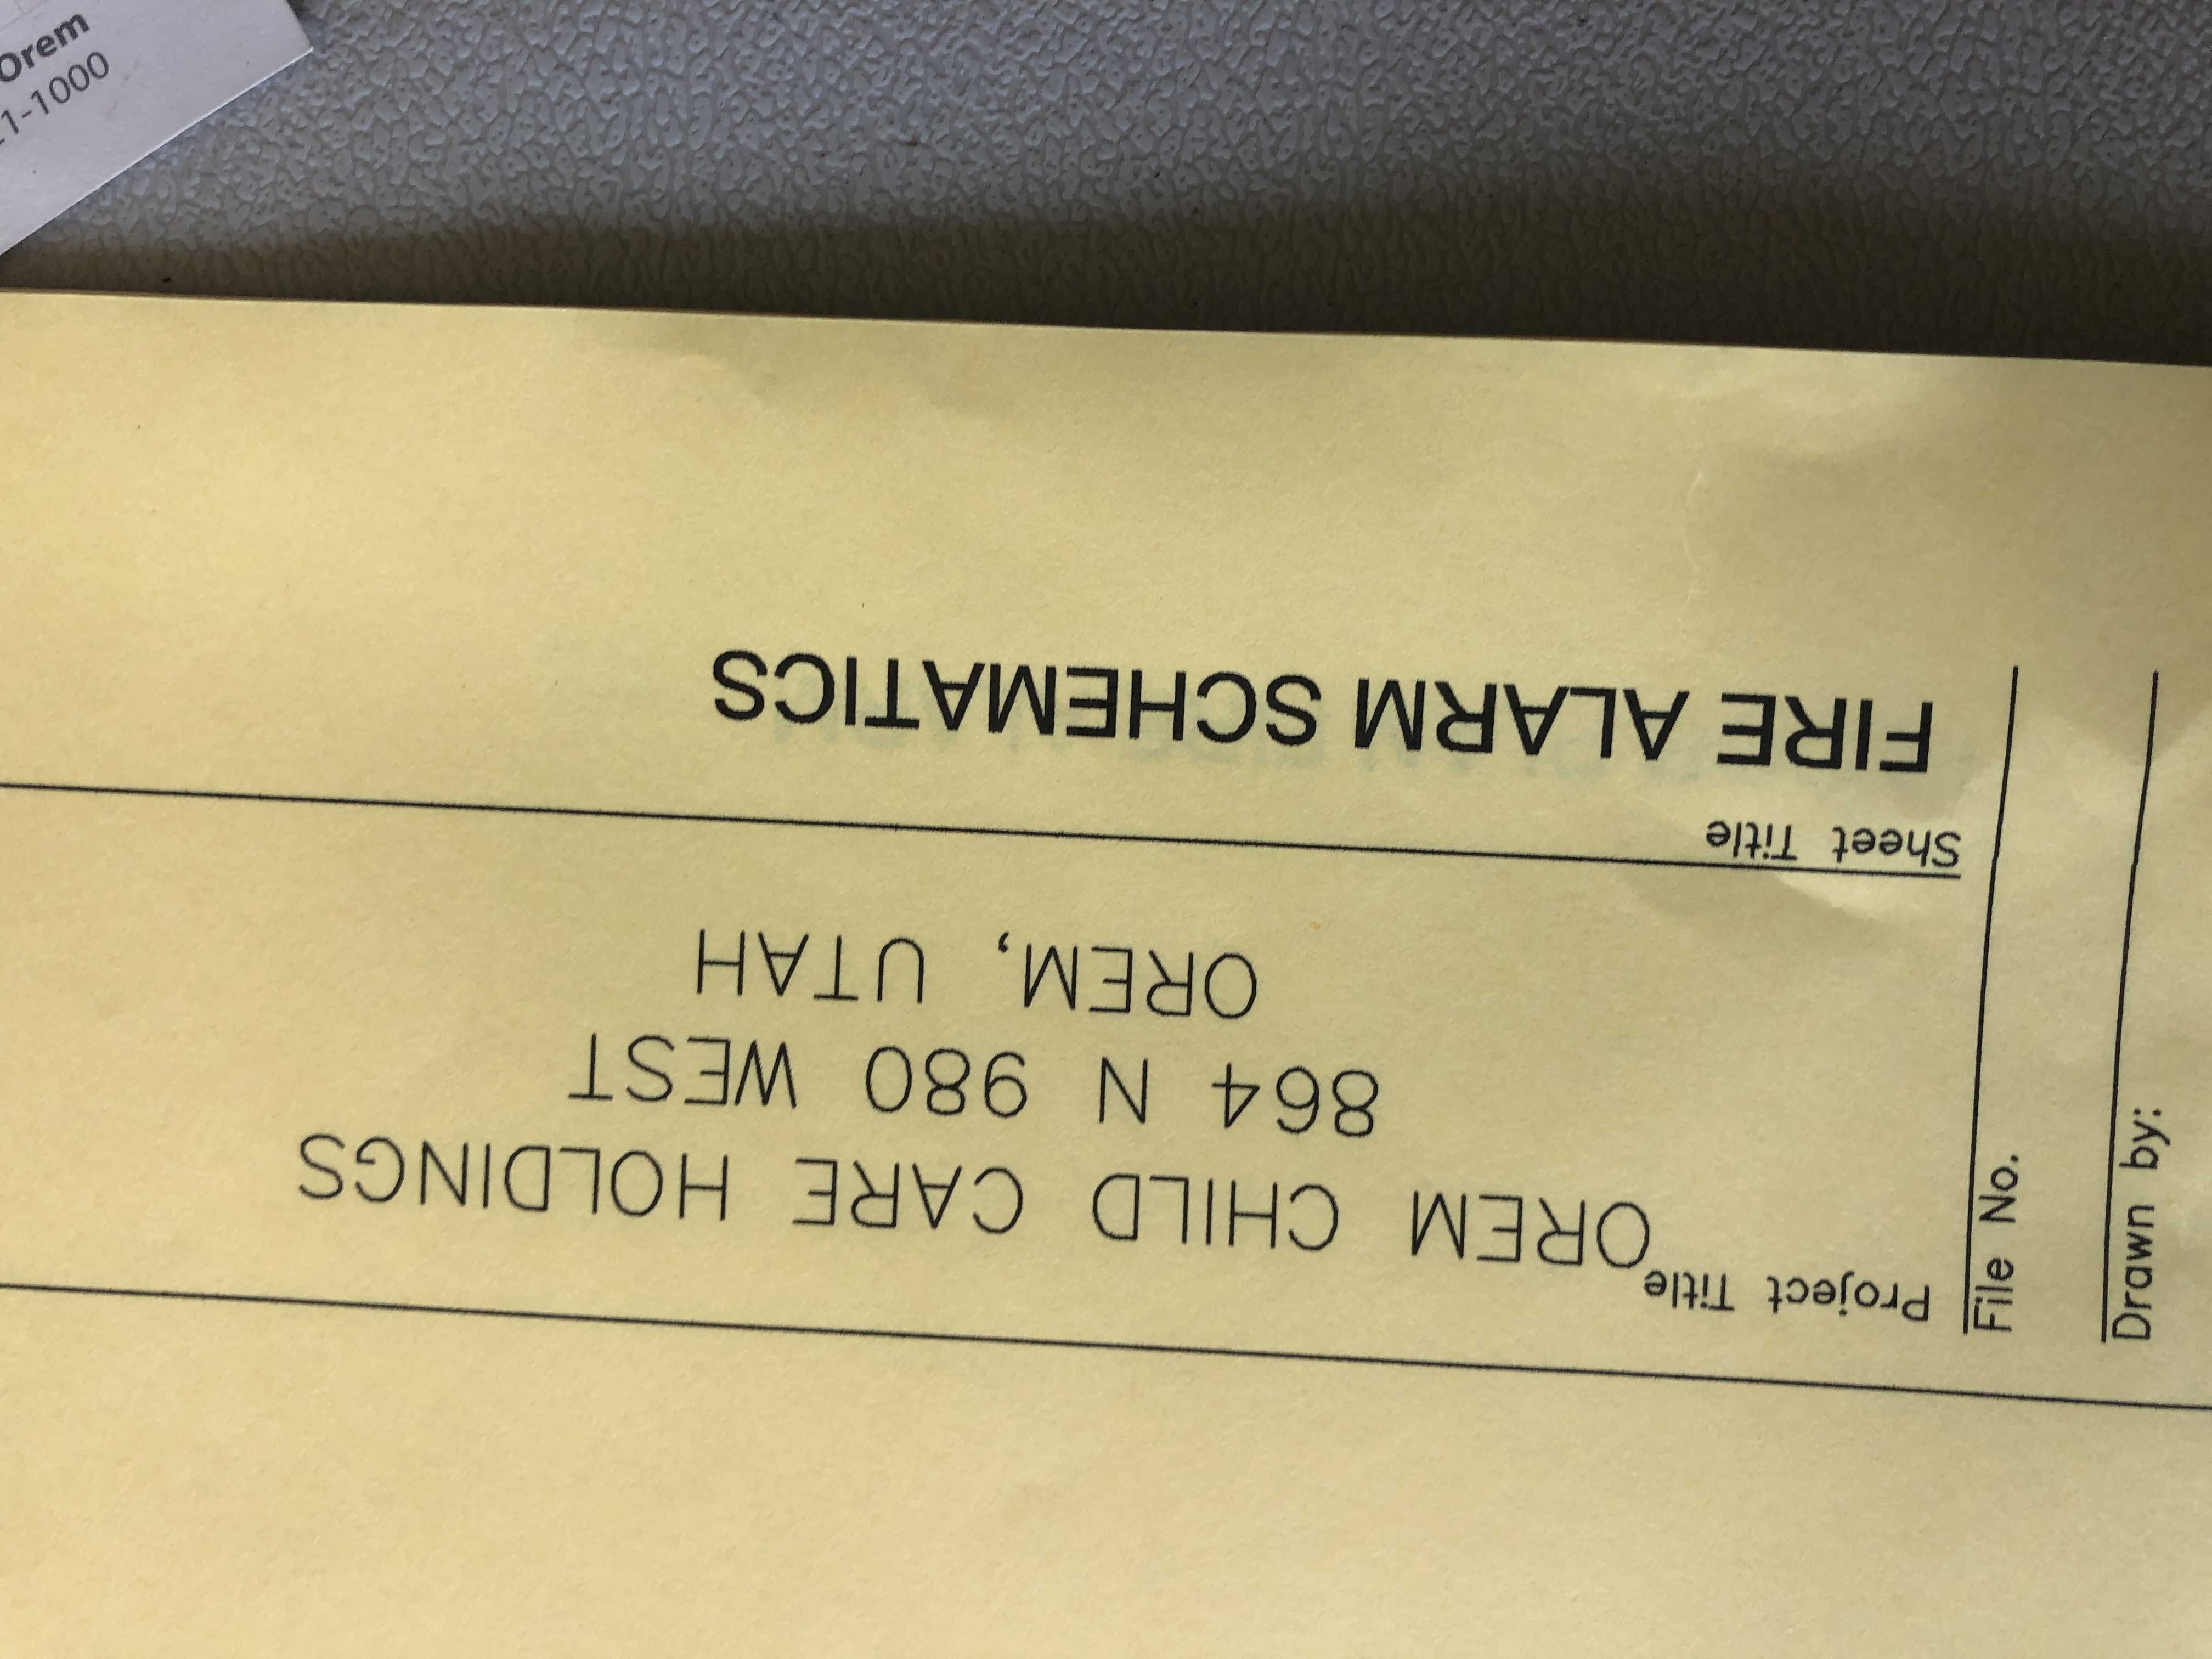 Project Title
OREM CHILD CARE HOLDINGS
864 N 980 WEST
OREM, UTAH
Sheet Title
FIRE ALARM SCHEMATICS
File No.
Drawn by:
Orem
1-1000